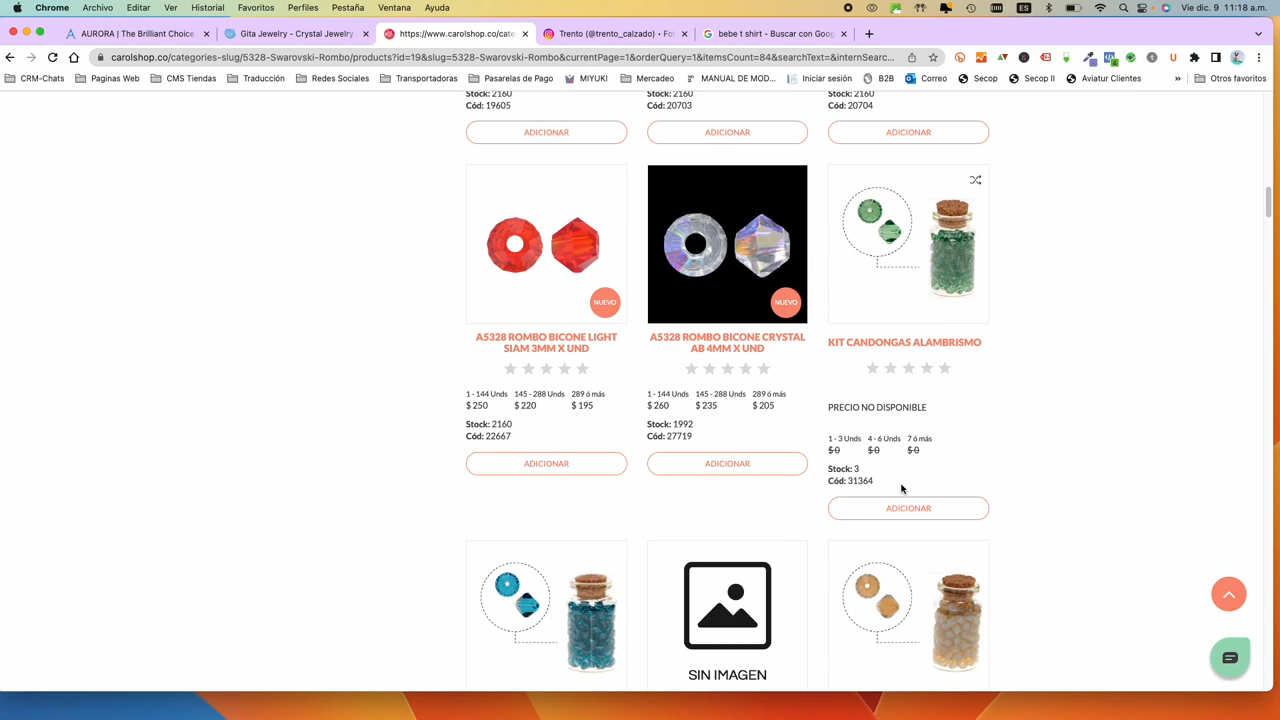 Chrome Archivo Editar Ver Historial Favoritos Perfiles Pestaña Ventana Ayuda
ES Vie dic. 9 11:18 a.m.
AURORA | The Brilliant Choice
Gita Jewelry - Crystal Jewelry
https://www.carolshop.co/cate
Trento (@trento_calzado) • Fot
bebe t shirt - Buscar con Goog
carolshop.co/categories-slug/5328-Swarovski-Rombo/products?id=19&slug=5328-Swarovski-Rombo&currentPage=1&orderQuery=1&itemsCount=84&searchText=&internSearc...
CRM-Chats Paginas Web CMS Tiendas Traducción Redes Sociales Transportadoras Pasarelas de Pago MIYUKI Mercadeo MANUAL DE MOD... Iniciar sesión B2B Correo Secop Secop II Aviatur Clientes » Otros favoritos
Stock: 2160 Stock: 2160 Stock: 2160
Cód: 19605 Cód: 20703 Cód: 20704
ADICIONAR ADICIONAR ADICIONAR
NUEVO NUEVO
A5328 ROMBO BICONE LIGHT
SIAM 3MM X UND
1 - 144 Unds 145 - 288 Unds 289 ó más
$ 250 $ 220 $ 195
Stock: 2160
Cód: 22667
ADICIONAR
A5328 ROMBO BICONE CRYSTAL
AB 4MM X UND
1 - 144 Unds 145 - 288 Unds 289 ó más
$ 260 $ 235 $ 205
Stock: 1992
Cód: 27719
ADICIONAR
KIT CANDONGAS ALAMBRISMO
PRECIO NO DISPONIBLE
1 - 3 Unds 4 - 6 Unds 7 ó más
$ 0 $ 0 $ 0
Stock: 3
Cód: 31364
ADICIONAR
SIN IMAGEN